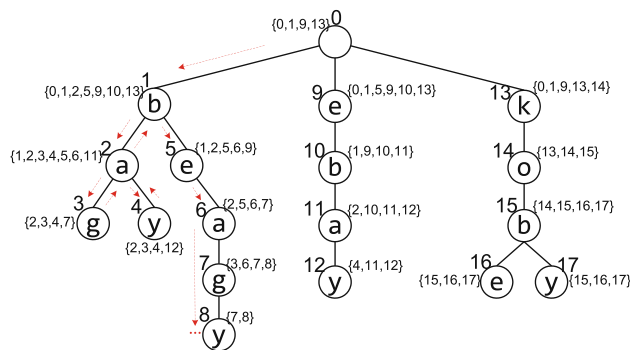 0
{0,1,9,13}
1
{0,1,2,5,9,10,13}
b
9
e
{0,1,5,9,10,13}
13
k
{0,1,9,13,14}
2
{1,2,3,4,5,6,11}
a
5
e
{1,2,5,6,9}
10
b
{1,9,10,11}
14
o
{13,14,15}
3
{2,3,4,7}
g
4
y
{2,3,4,12}
6
a
{2,5,6,7}
11
a
{2,10,11,12}
15
b
{14,15,16,17}
7
g
{3,6,7,8}
12
y
{4,11,12}
16
{15,16,17}
e
17
y
{15,16,17}
8
y
{7,8}